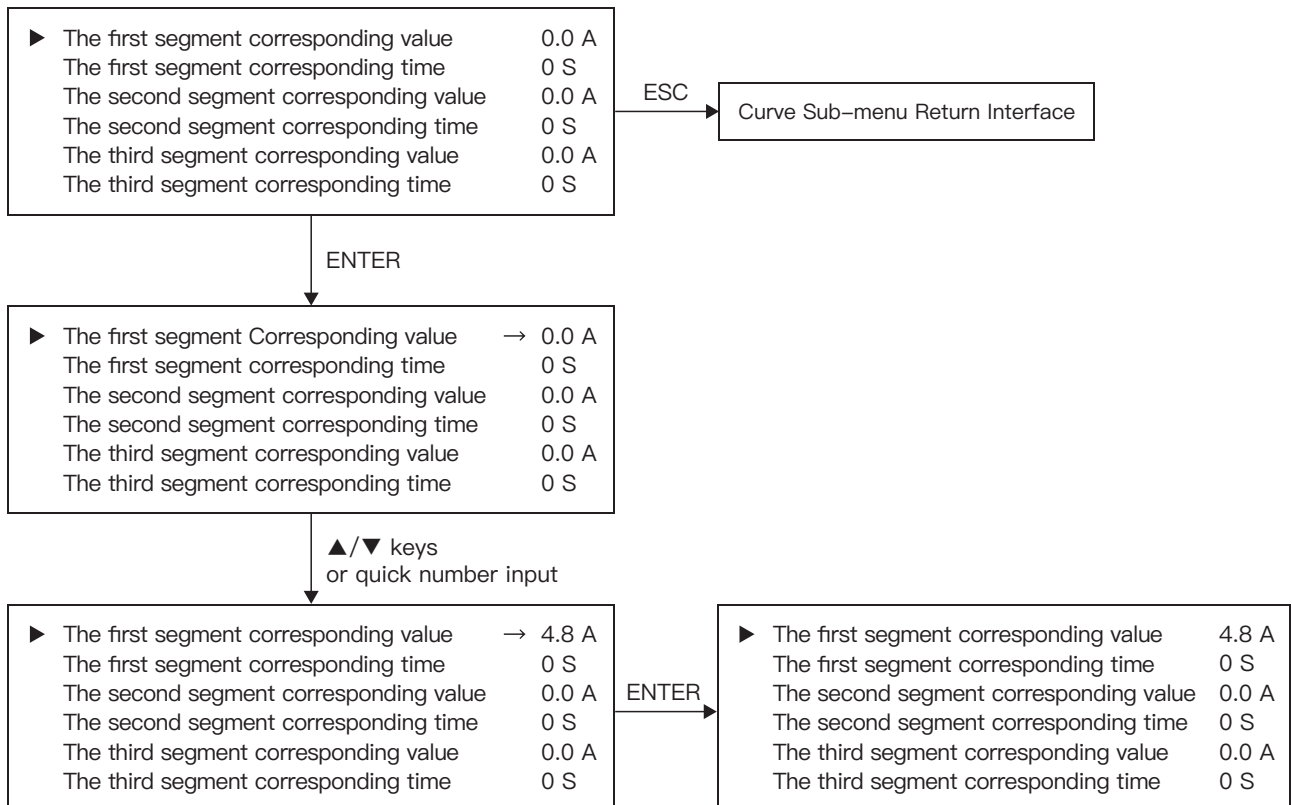 ▶ The first segment corresponding value 0.0 A
The first segment corresponding time 0 S
The second segment corresponding value 0.0 A
The second segment corresponding time 0 S
The third segment corresponding value 0.0 A
The third segment corresponding time 0 S
ESC
Curve Sub-menu Return Interface
ENTER
▶ The first segment Corresponding value → 0.0 A
The first segment corresponding time 0 S
The second segment corresponding value 0.0 A
The second segment corresponding time 0 S
The third segment corresponding value 0.0 A
The third segment corresponding time 0 S
▲/▼ keys
or quick number input
▶ The first segment corresponding value → 4.8 A
The first segment corresponding time 0 S
The second segment corresponding value 0.0 A
The second segment corresponding time 0 S
The third segment corresponding value 0.0 A
The third segment corresponding time 0 S
ENTER
▶ The first segment corresponding value 4.8 A
The first segment corresponding time 0 S
The second segment corresponding value 0.0 A
The second segment corresponding time 0 S
The third segment corresponding value 0.0 A
The third segment corresponding time 0 S